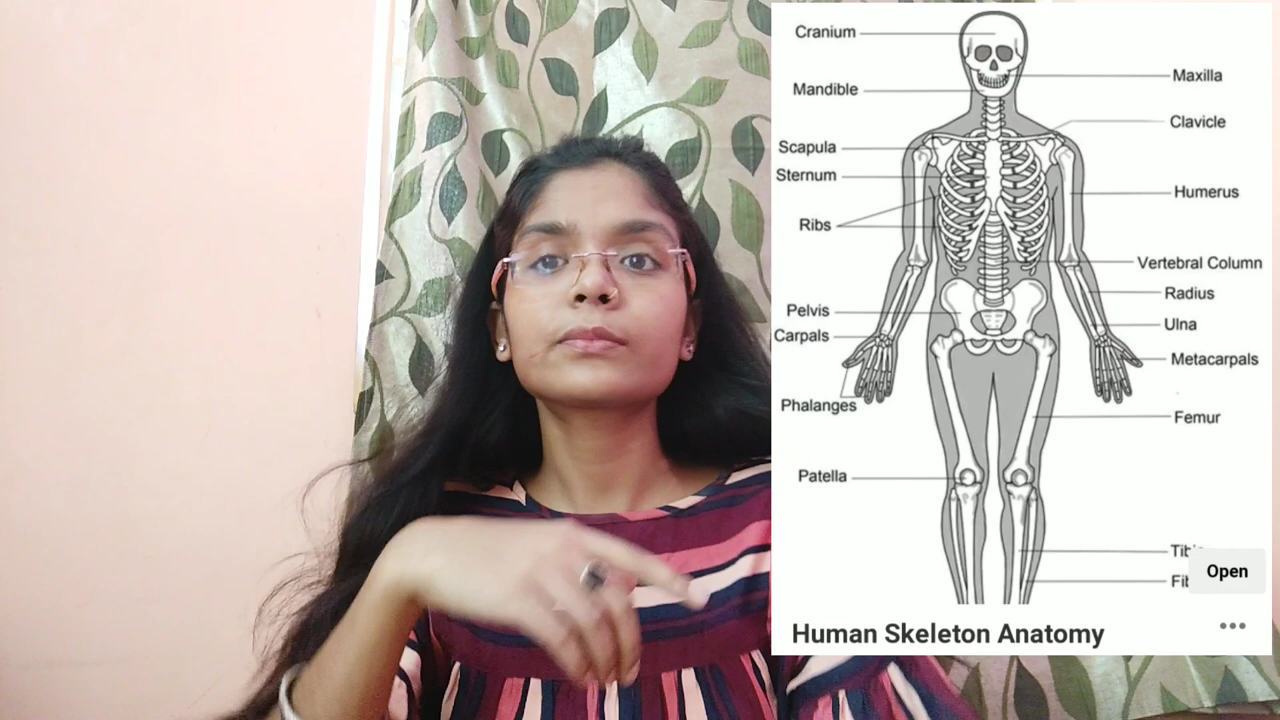 Cranium
Maxilla
Mandible
Clavicle
Scapula
Sternum
Humerus
Ribs
Vertebral Column
Radius
Pelvis
Ulna
Carpals
Metacarpals
Phalanges
Femur
Patella
Open
Human Skeleton Anatomy